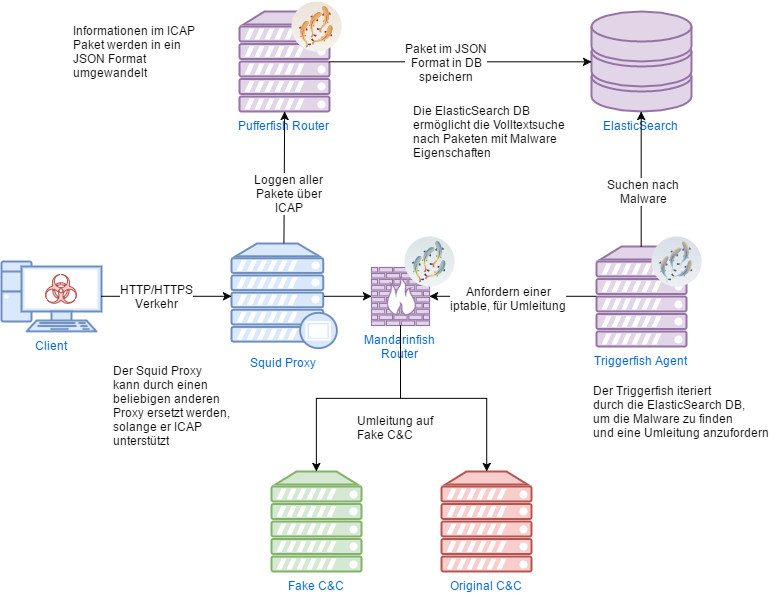 Informationen im ICAP
Paket werden in ein
JSON Format
umgewandelt
Pufferfish Router
Paket im JSON
Format in DB
speichern
ElasticSearch
Die ElasticSearch DB
ermöglicht die Volltextsuche
nach Paketen mit Malware
Eigenschaften
Loggen aller
Pakete über
ICAP
Suchen nach
Malware
Client
HTTP/HTTPS
Verkehr
Squid Proxy
Mandarinfish
Router
Anfordern einer
iptable, für Umleitung
Triggerfish Agent
Der Squid Proxy
kann durch einen
beliebigen anderen
Proxy ersetzt werden,
solange er ICAP
unterstützt
Der Triggerfish iteriert
durch die ElasticSearch DB,
um die Malware zu finden
und eine Umleitung anzufordern
Umleitung auf
Fake C&C
Fake C&C
Original C&C